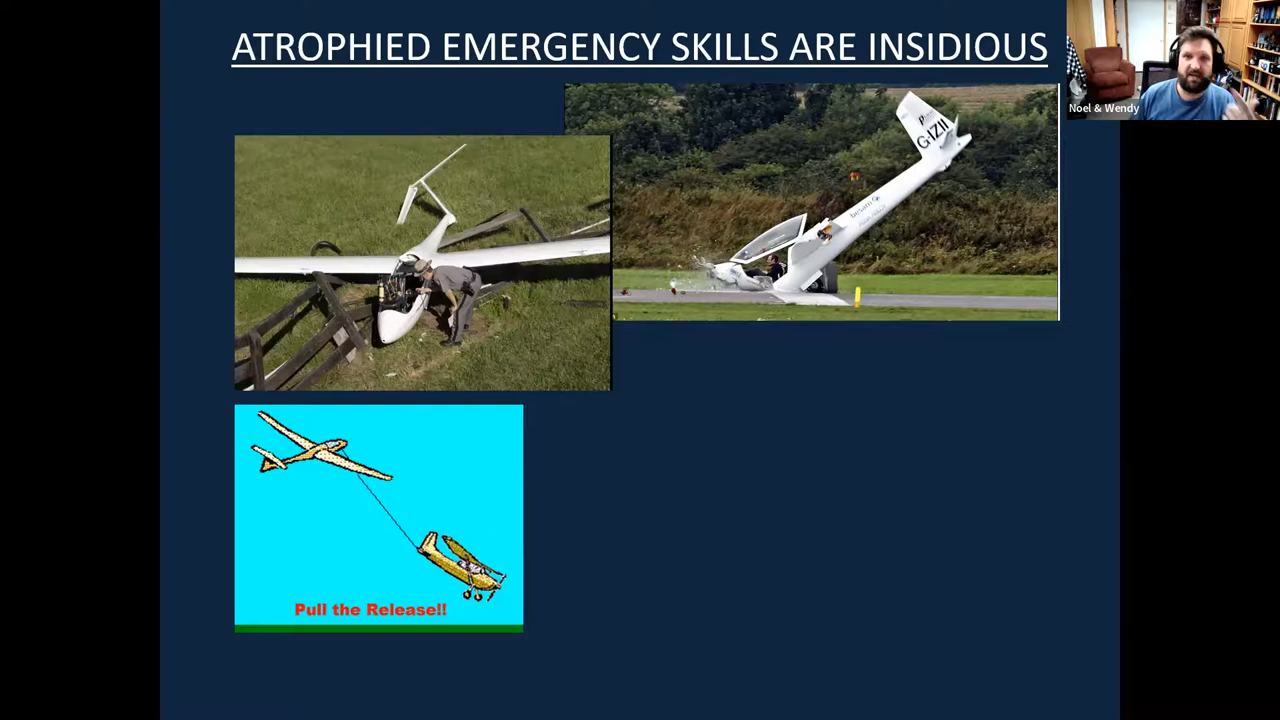 ATROPHIED EMERGENCY SKILLS ARE INSIDIOUS
Noel & Wendy
G-IZII
Pull the Release!!